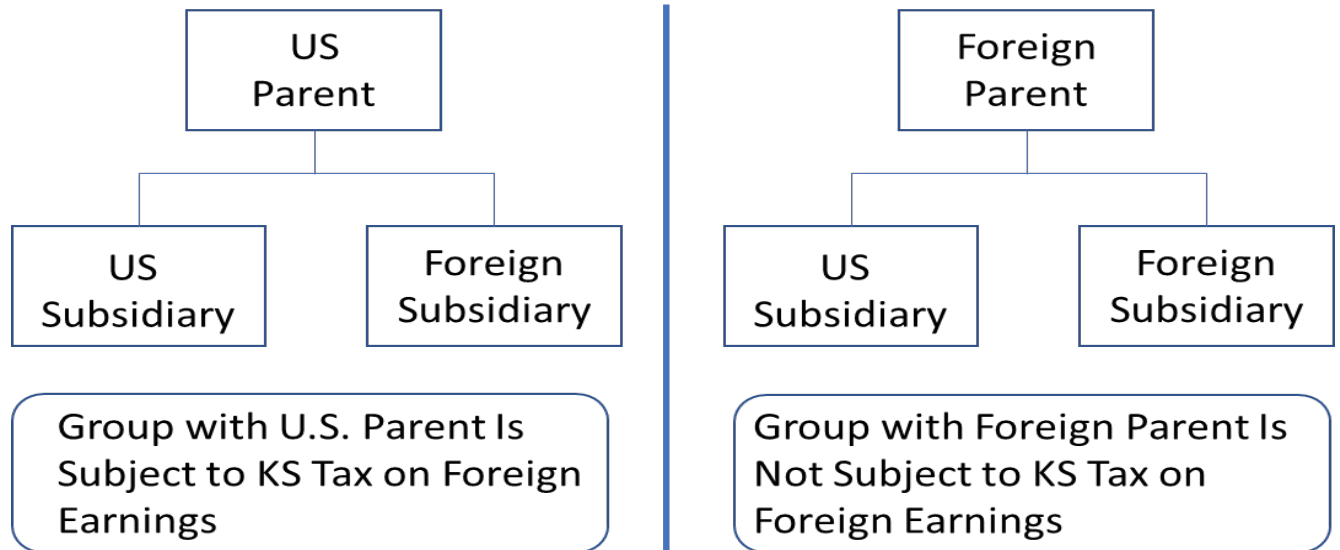 US
Parent
US
Subsidiary
Foreign
Subsidiary
Group with U.S. Parent Is
Subject to KS Tax on Foreign
Earnings
Foreign
Parent
US
Subsidiary
Foreign
Subsidiary
Group with Foreign Parent Is
Not Subject to KS Tax on
Foreign Earnings